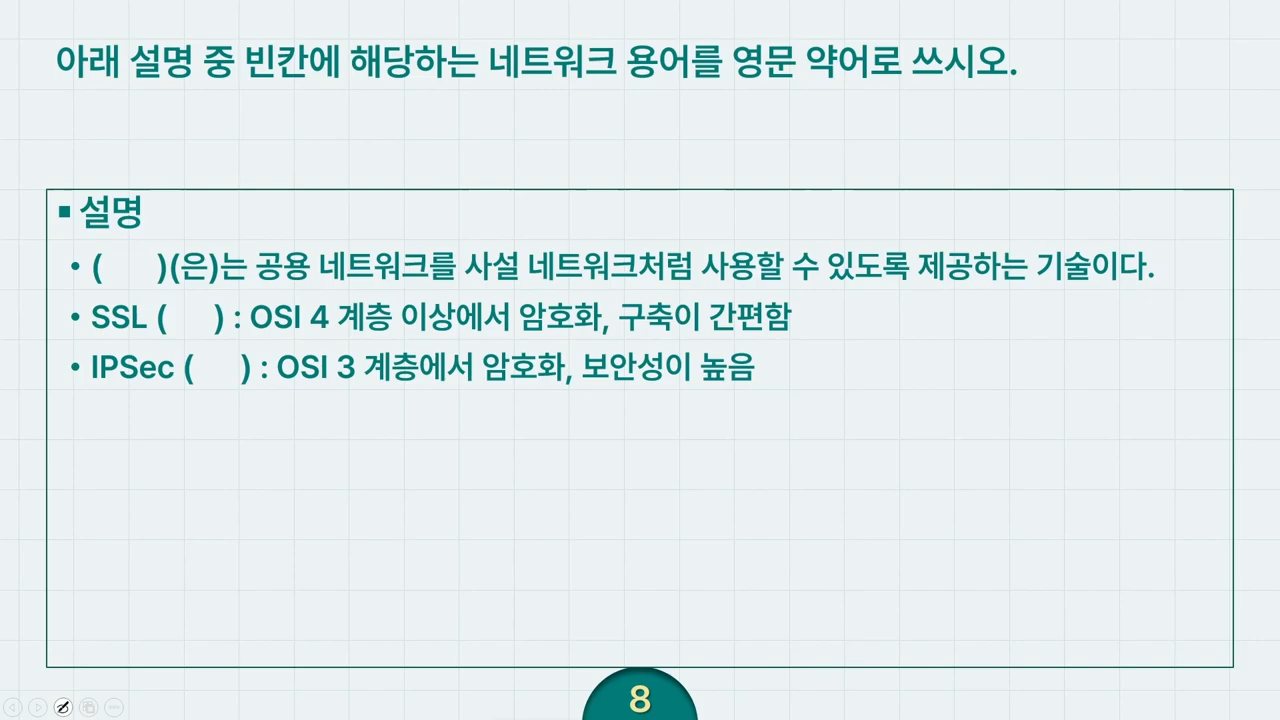 아래 설명 중 빈칸에 해당하는 네트워크 용어를 영문 약어로 쓰시오.
▪ 설명
• (      )(은)는 공용 네트워크를 사설 네트워크처럼 사용할 수 있도록 제공하는 기술이다.
• SSL (      ) : OSI 4 계층 이상에서 암호화, 구축이 간편함
• IPSec (      ) : OSI 3 계층에서 암호화, 보안성이 높음
8